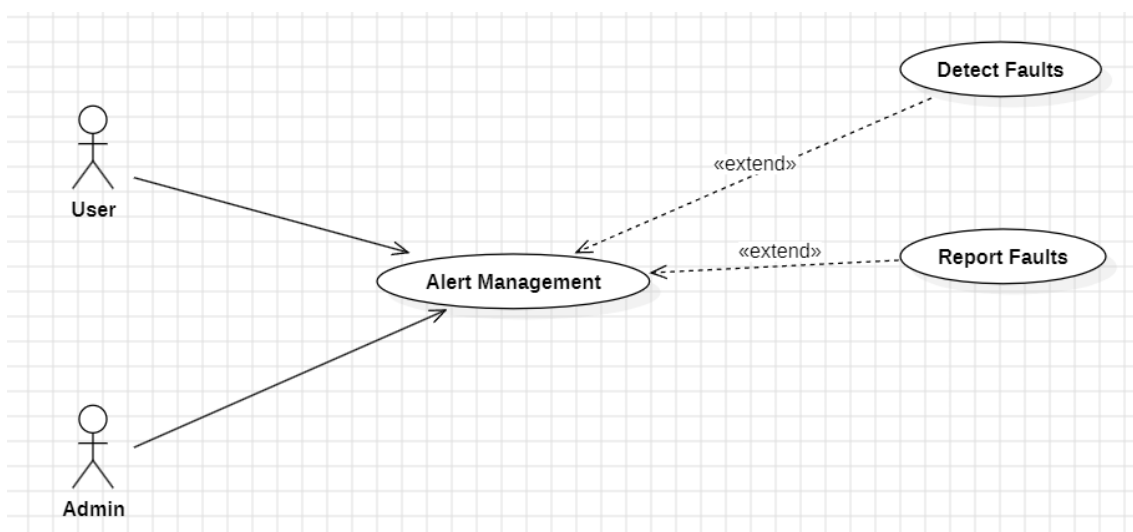 Detect Faults
«extend»
User
«extend»
Report Faults
Alert Management
Admin